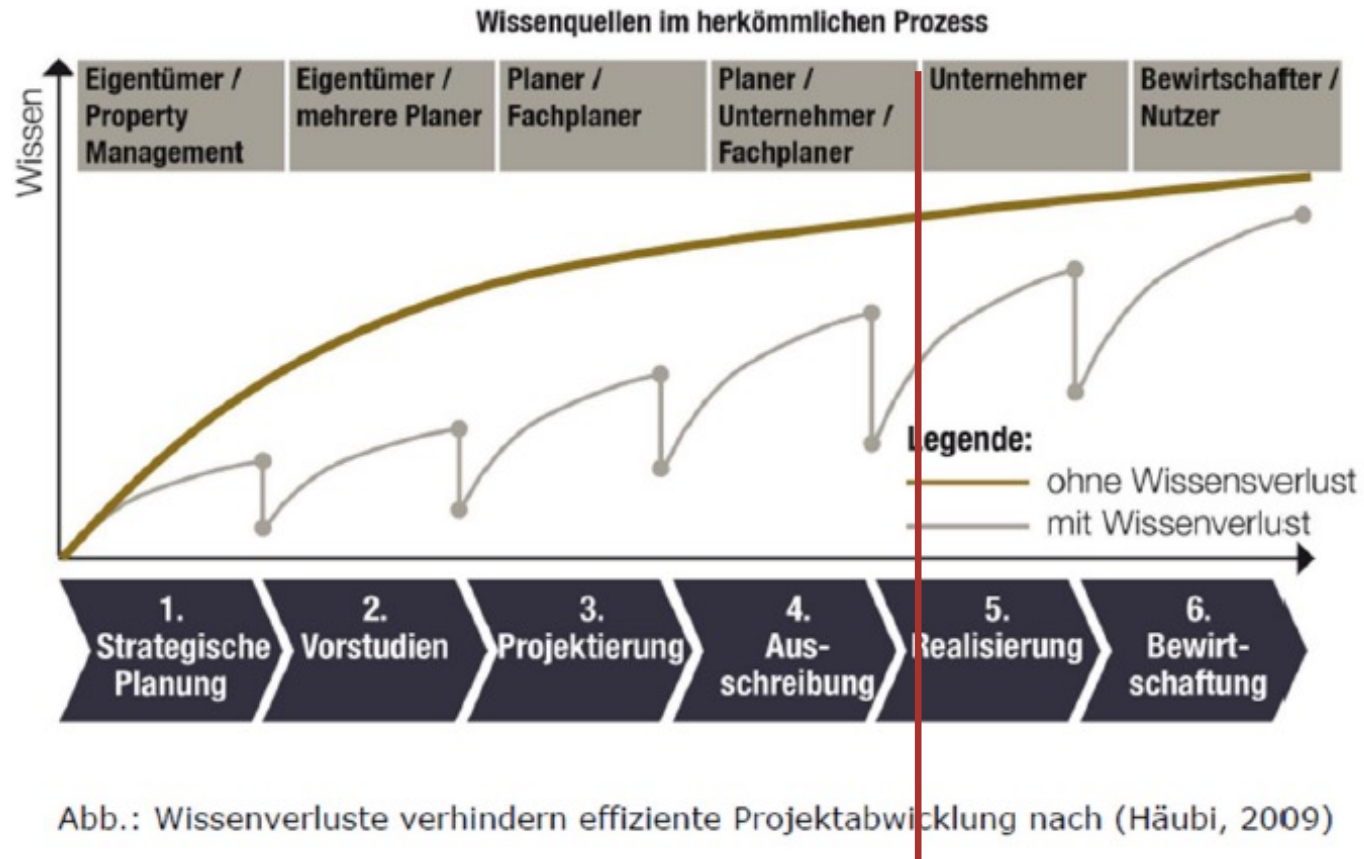 Wissenquellen im herkömmlichen Prozess
Wissen
Eigentümer /
Property
Management
Eigentümer /
mehrere Planer
Planer /
Fachplaner
Planer /
Unternehmer /
Fachplaner
Unternehmer
Bewirtschafter /
Nutzer
Legende:
ohne Wissensverlust
mit Wissenverlust
1.
Strategische
Planung
2.
Vorstudien
3.
Projektierung
4.
Aus-
schreibung
5.
Realisierung
6.
Bewirt-
schaftung
Abb.: Wissenverluste verhindern effiziente Projektabwicklung nach (Häubi, 2009)